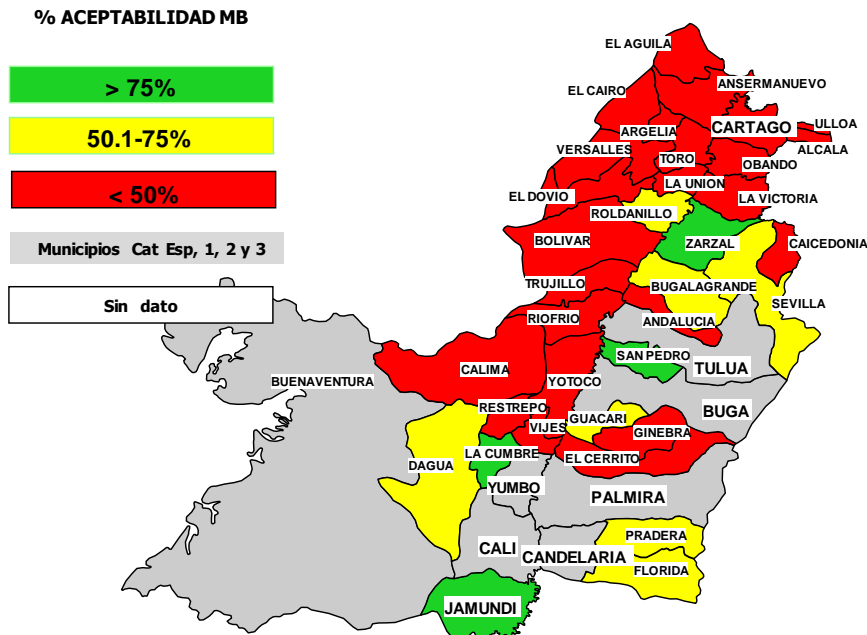 % ACEPTABILIDAD MB
> 75%
50.1-75%
< 50%
Municipios Cat Esp, 1, 2 y 3
Sin dato
EL AGUILA
ANSERMANUEVO
EL CAIRO
ULLOA
CARTAGO
ARGELIA
ALCALA
VERSALLES
TORO
OBANDO
LA UNION
EL DOVIO
LA VICTORIA
ROLDANILLO
BOLIVAR
ZARZAL
CAICEDONIA
TRUJILLO
BUGALAGRANDE
SEVILLA
RIOFRIO
ANDALUCIA
SAN PEDRO
TULUA
CALIMA
BUENAVENTURA
YOTOCO
RESTREPO
BUGA
GUACARI
VIJES
GINEBRA
LA CUMBRE
DAGUA
EL CERRITO
YUMBO
PALMIRA
PRADERA
CALI
CANDELARIA
FLORIDA
JAMUNDI